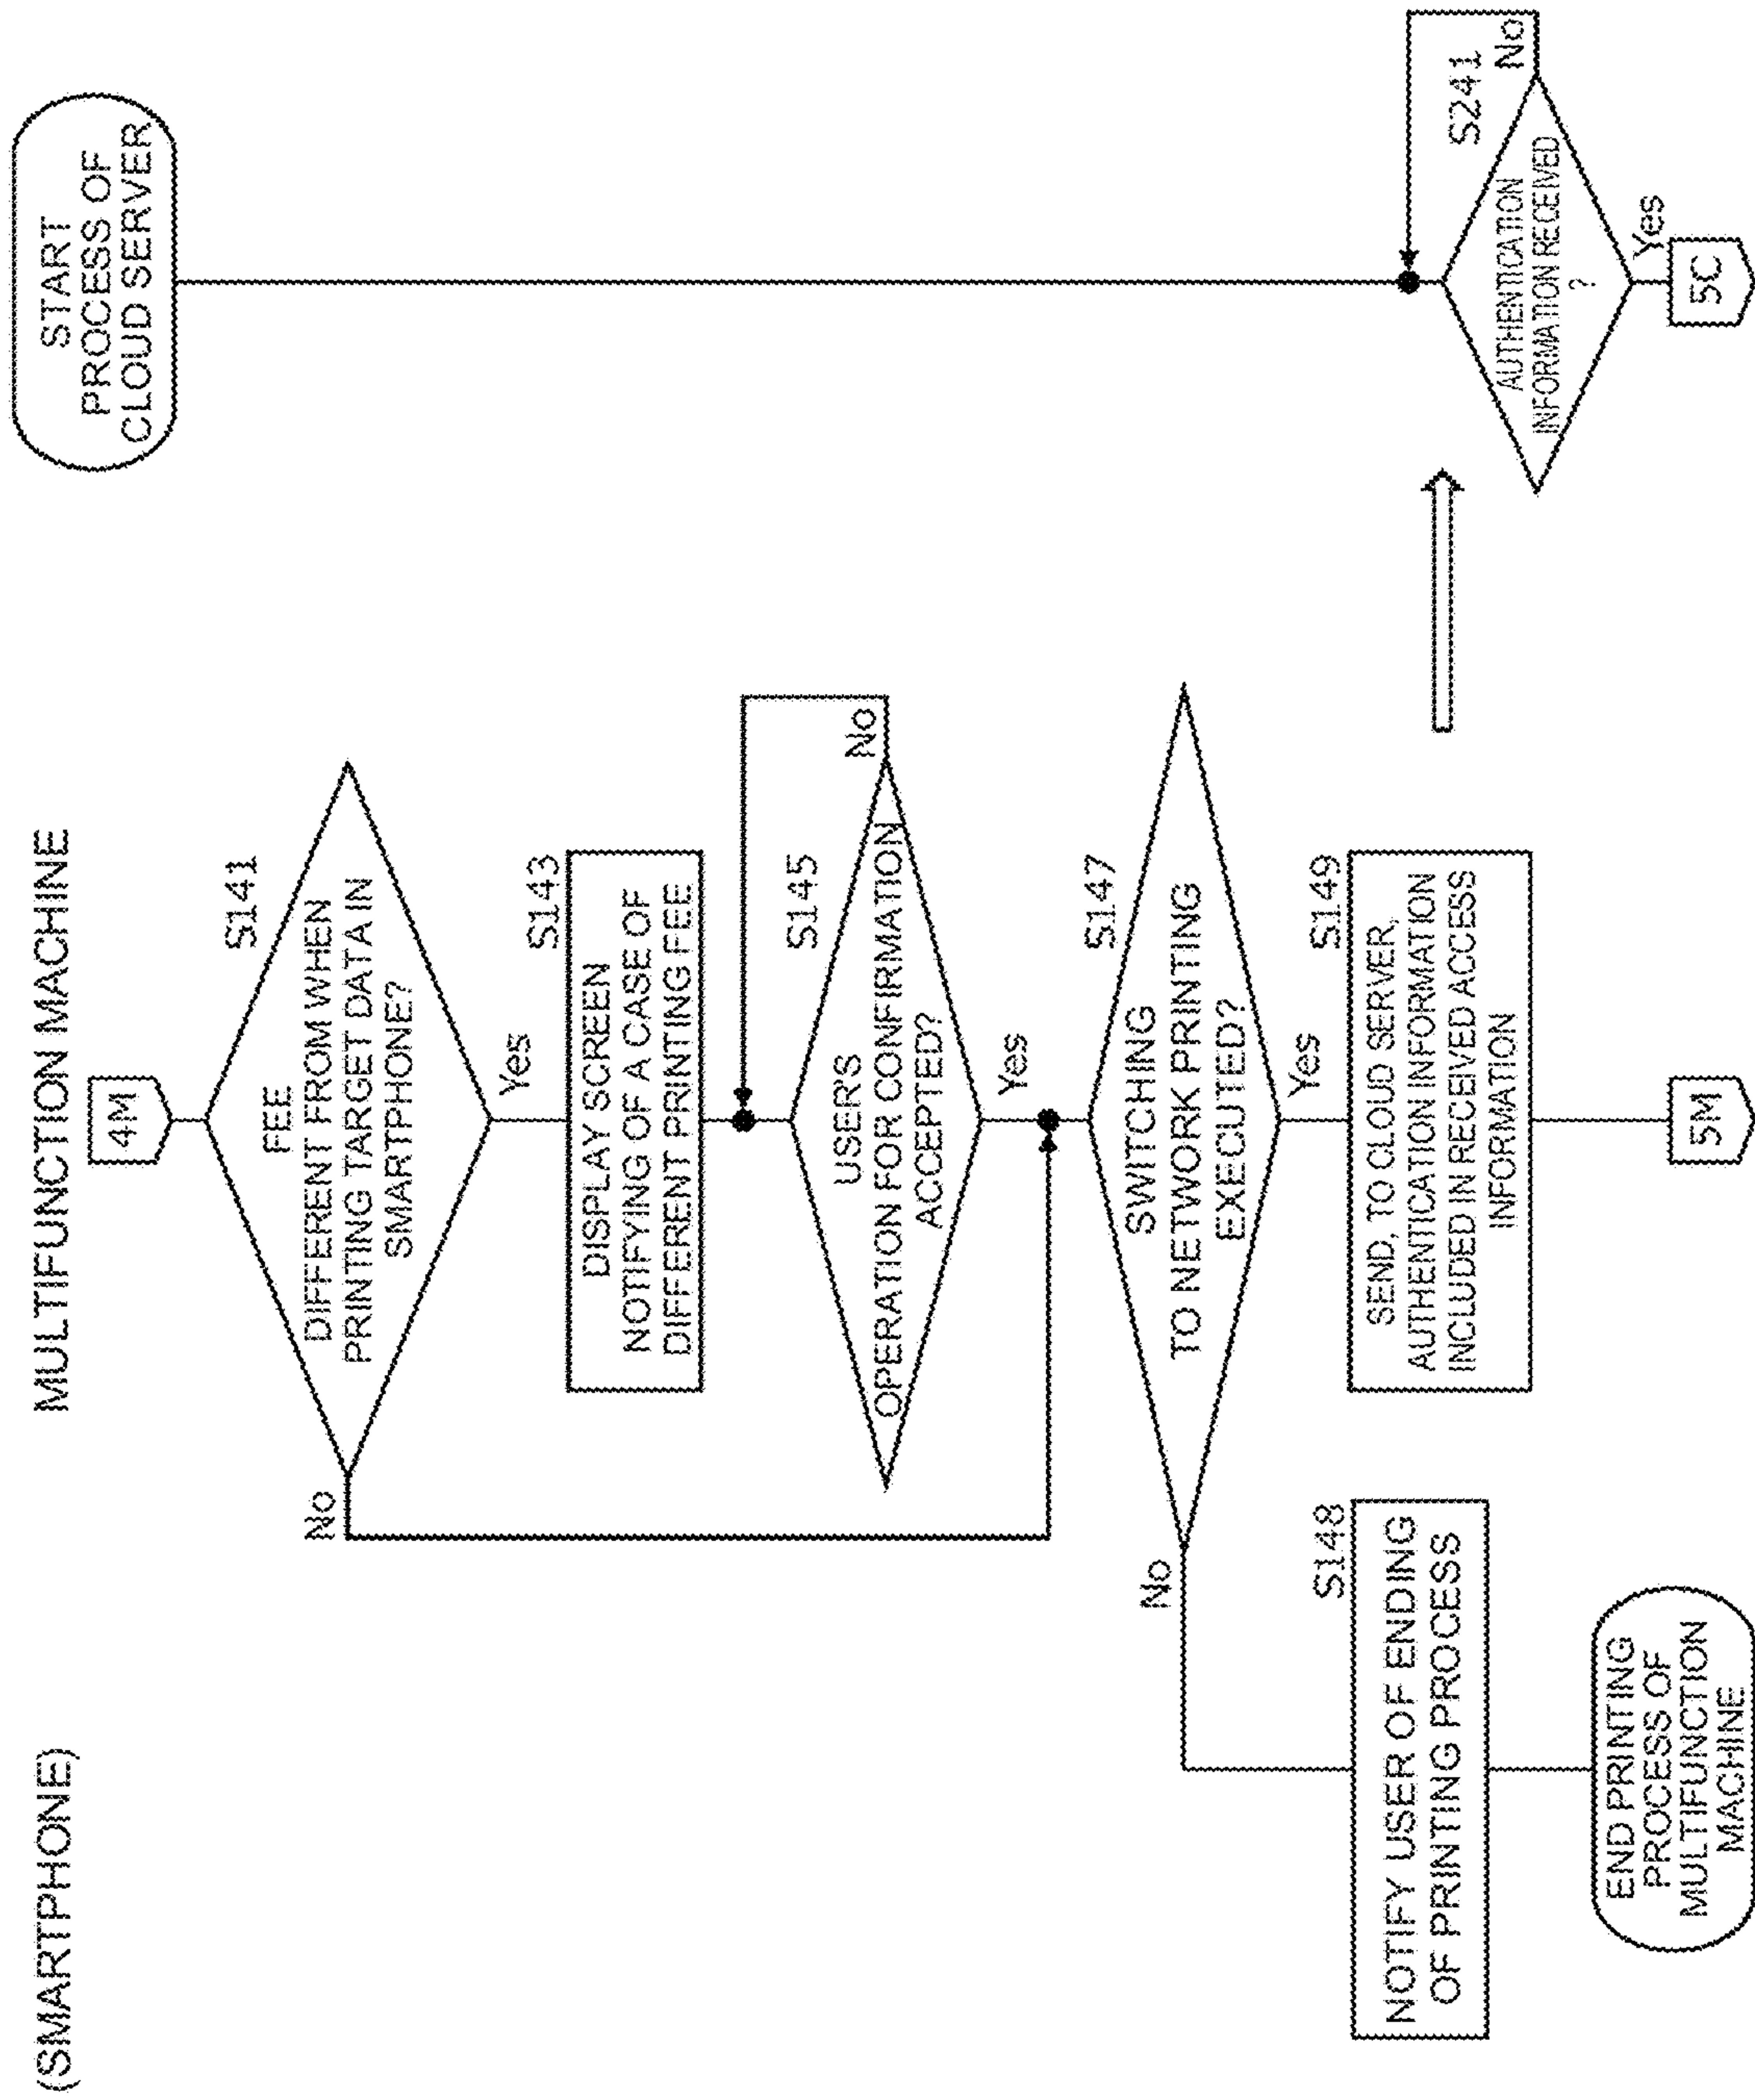 (SMARTPHONE)
MULTIFUNCTION MACHINE
4M
S141
FEE
DIFFERENT FROM WHEN
PRINTING TARGET DATA IN
SMARTPHONE?
No
Yes
S143
DISPLAY SCREEN
NOTIFYING OF A CASE OF
DIFFERENT PRINTING FEE
S145
USER'S
OPERATION FOR CONFIRMATION
ACCEPTED?
No
Yes
S147
SWITCHING
TO NETWORK PRINTING
EXECUTED?
No
Yes
S148
NOTIFY USER OF ENDING
OF PRINTING PROCESS
END PRINTING
PROCESS OF
MULTIFUNCTION
MACHINE
S149
SEND, TO CLOUD SERVER,
AUTHENTICATION INFORMATION
INCLUDED IN RECEIVED ACCESS
INFORMATION
5M
START
PROCESS OF
CLOUD SERVER
S241
AUTHENTICATION
INFORMATION RECEIVED
?
No
Yes
5C